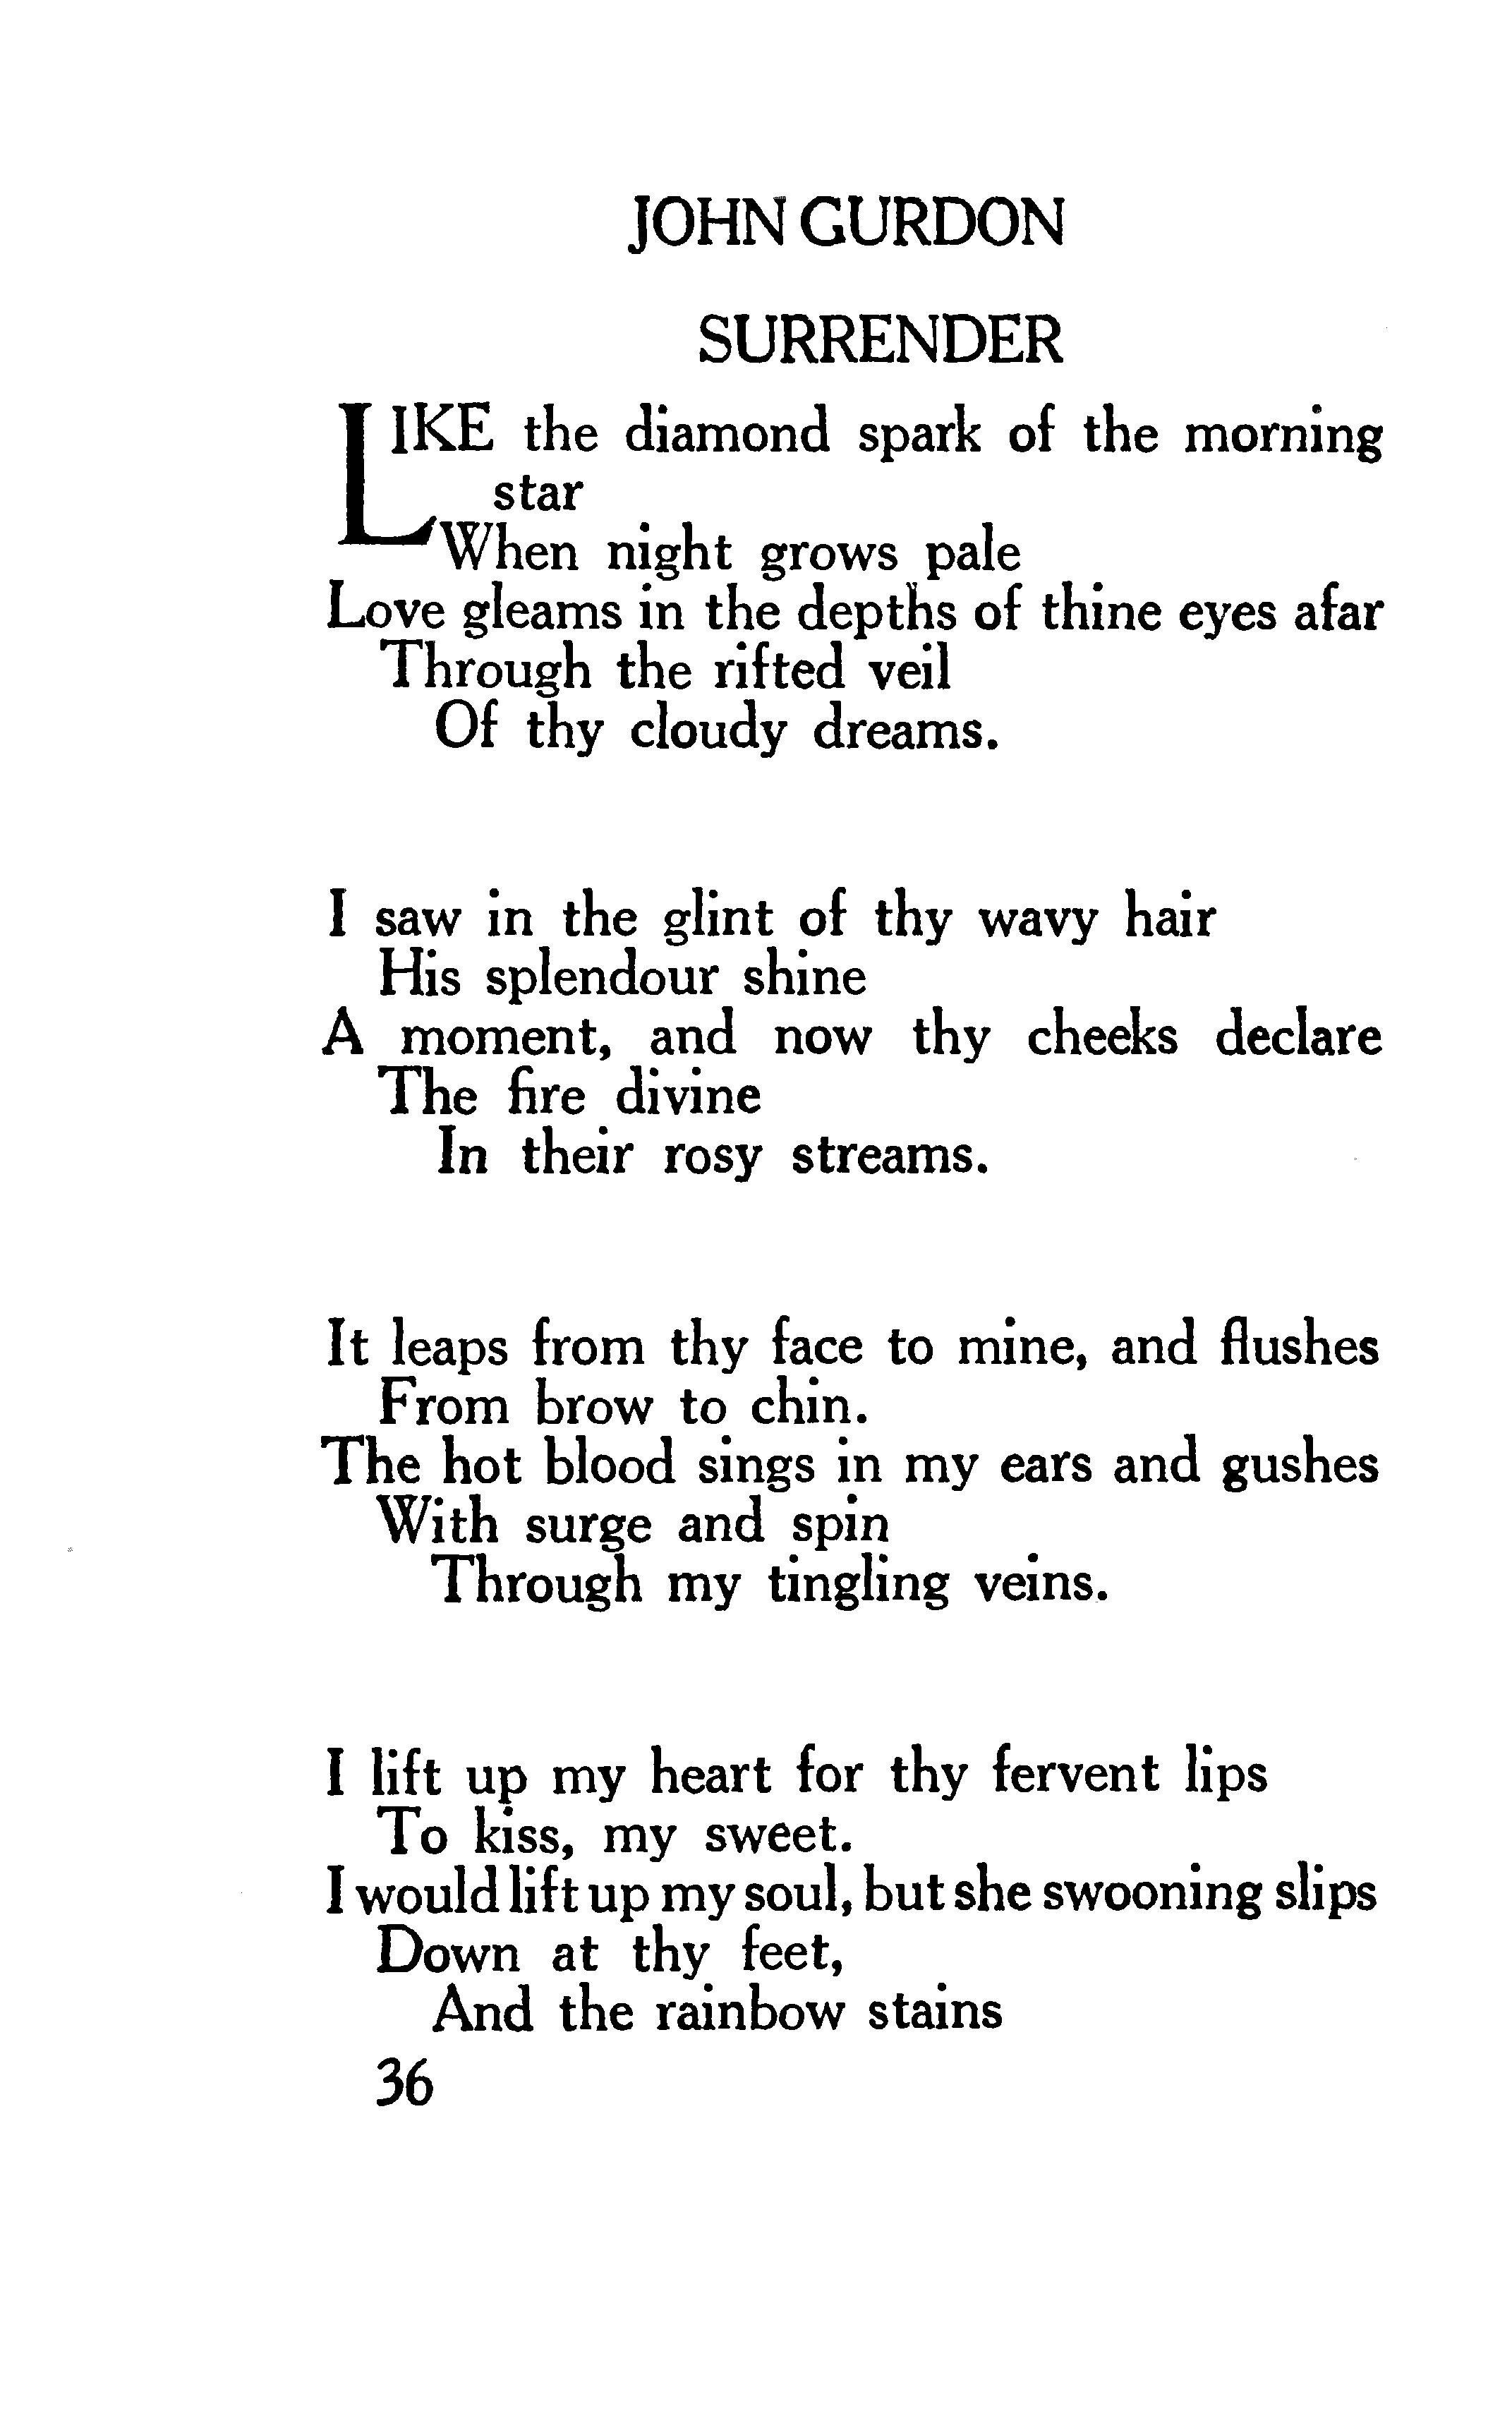 JOHN GURDON
SURRENDER
LIKE the diamond spark of the morning
star
When night grows pale
Love gleams in the depths of thine eyes afar
Through the rifted veil
Of thy cloudy dreams.
I saw in the glint of thy wavy hair
His splendour shine
A moment, and now thy cheeks declare
The fire divine
In their rosy streams.
It leaps from thy face to mine, and flushes
From brow to chin.
The hot blood sings in my ears and gushes
With surge and spin
Through my tingling veins.
I lift up my heart for thy fervent lips
To kiss, my sweet.
I would lift up my soul, but she swooning slips
Down at thy feet,
And the rainbow stains
36